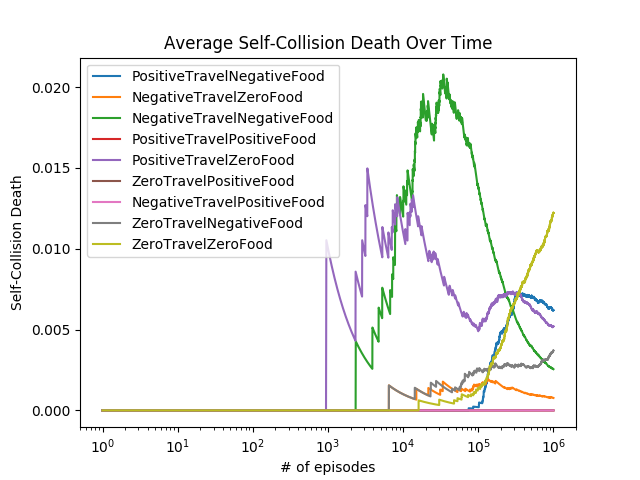 Average Self-Collision Death Over Time
PositiveTravelNegativeFood
NegativeTravelZeroFood
NegativeTravelNegativeFood
PositiveTravelPositiveFood
PositiveTravelZeroFood
ZeroTravelPositiveFood
NegativeTravelPositiveFood
ZeroTravelNegativeFood
ZeroTravelZeroFood
Self-Collision Death
0.020
0.015
0.010
0.005
0.000
10⁰ 10¹ 10² 10³ 10⁴ 10⁵ 10⁶
# of episodes